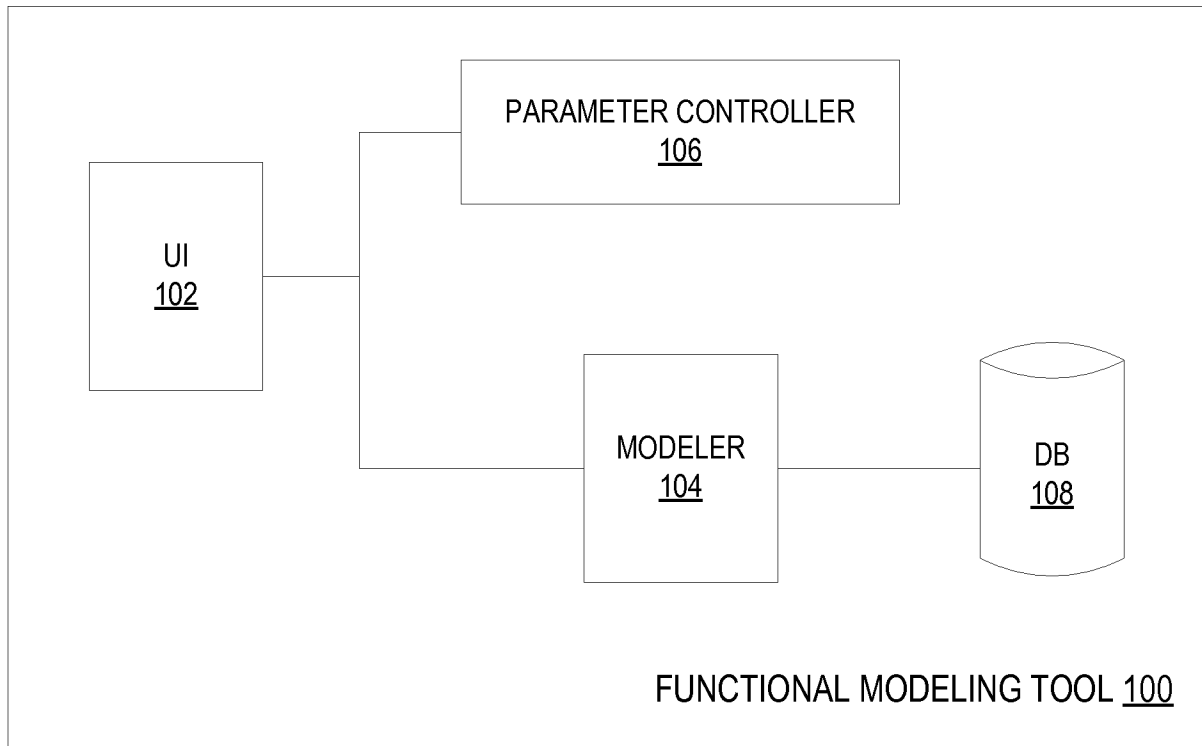 PARAMETER CONTROLLER
106
UI
102
MODELER
104
DB
108
FUNCTIONAL MODELING TOOL 100